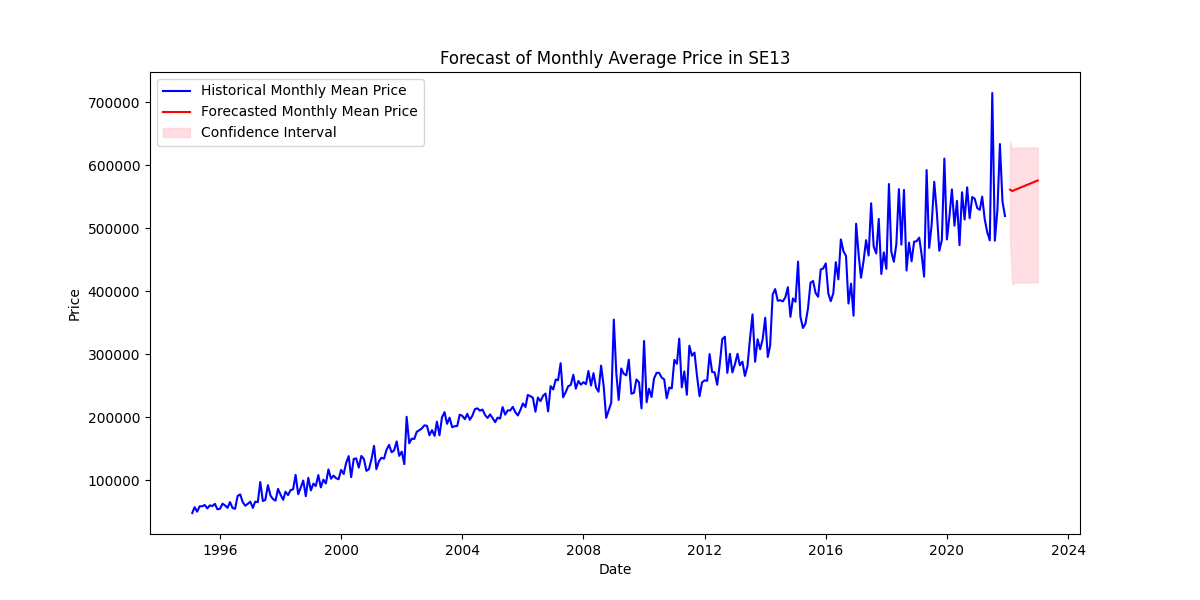 Forecast of Monthly Average Price in SE13
Historical Monthly Mean Price
Forecasted Monthly Mean Price
Confidence Interval
700000
600000
500000
400000
300000
200000
100000
Price
1996 2000 2004 2008 2012 2016 2020 2024
Date